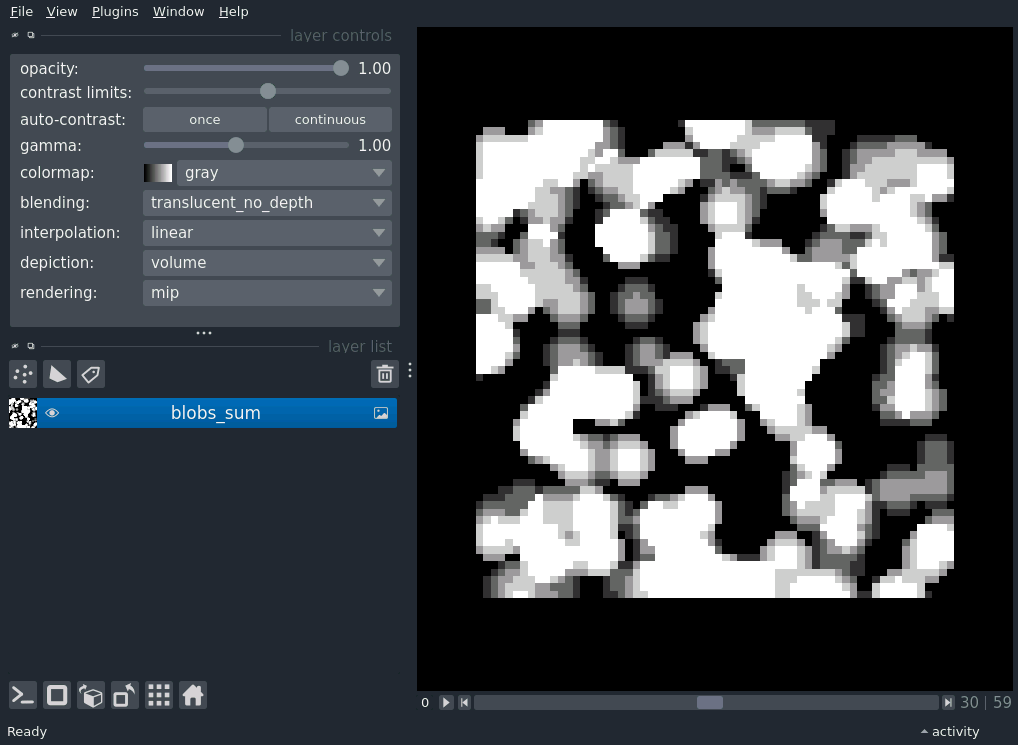 File View Plugins Window Help
layer controls
opacity: 1.00
contrast limits:
auto-contrast: once continuous
gamma: 1.00
colormap: gray
blending: translucent_no_depth
interpolation: linear
depiction: volume
rendering: mip
layer list
blobs_sum
0 30 | 59
Ready activity